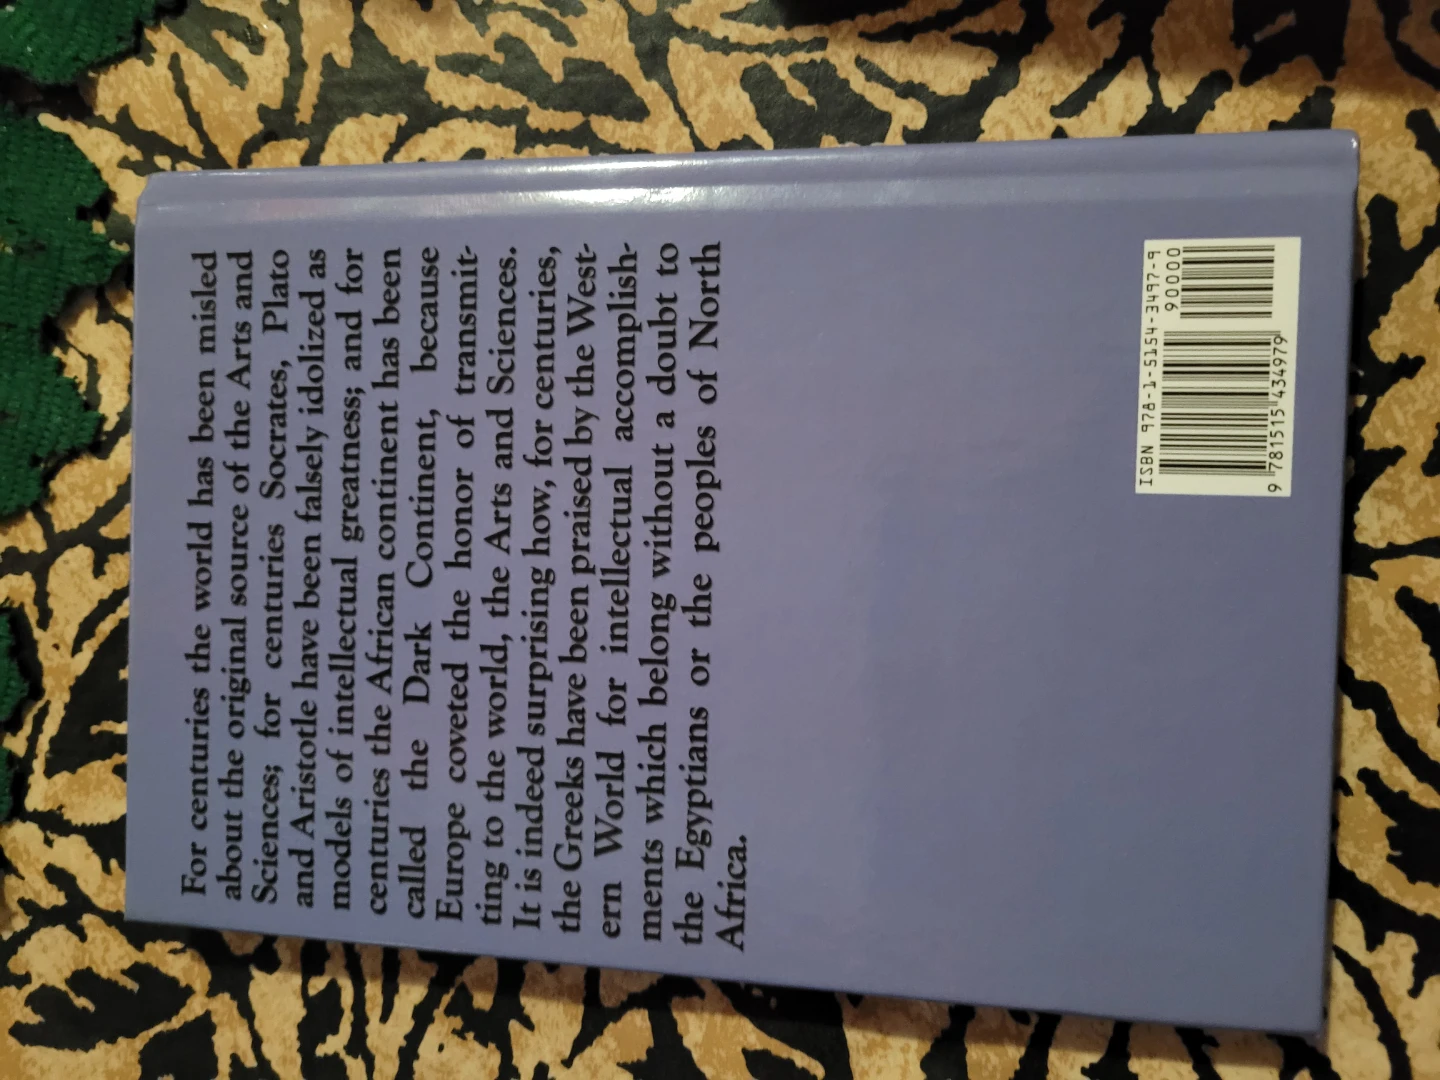 For centuries the world has been misled
about the original source of the Arts and
Sciences; for centuries Socrates, Plato
and Aristotle have been falsely idolized as
models of intellectual greatness; and for
centuries the African continent has been
called the Dark Continent, because
Europe coveted the honor of transmit-
ting to the world, the Arts and Sciences.
It is indeed surprising how, for centuries,
the Greeks have been praised by the West-
ern World for intellectual accomplish-
ments which belong without a doubt to
the Egyptians or the peoples of North
Africa.
ISBN 978-1-5154-3497-9
90000
9 781515 434979